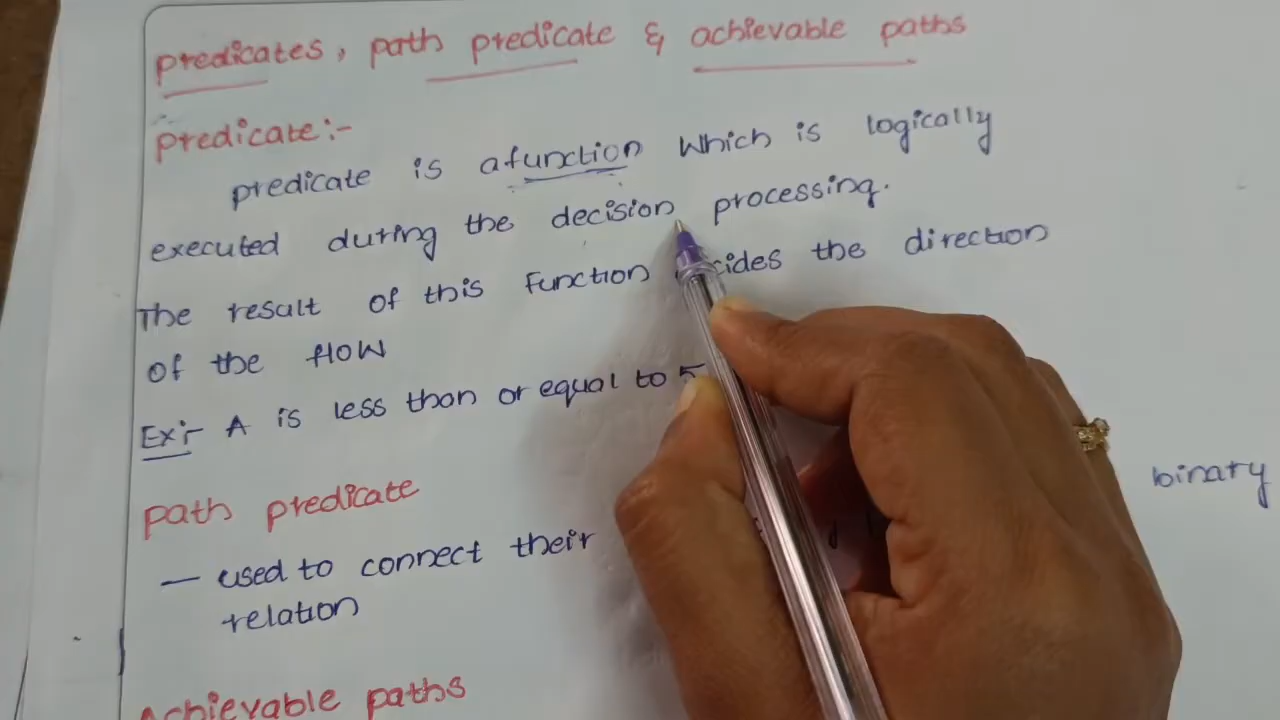 predicates, path predicate & achievable paths
predicate:-
predicate is a function which is logically
executed during the decision processing.
The result of this function the direction
of the flow
Ex:- A is less than or equal to 5
path predicate
- used to connect their binary
relation
Achievable paths